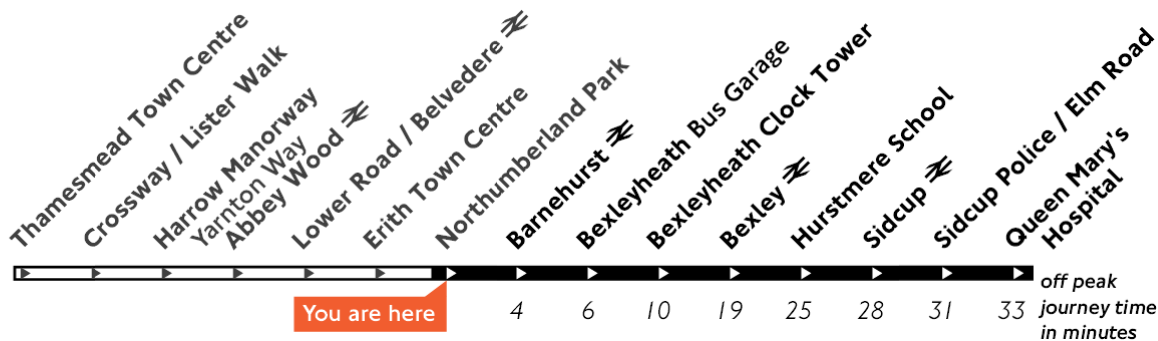 Thamesmead Town Centre
Crossway / Lister Walk
Harrow Manorway
Yarnton Way
Abbey Wood
Lower Road / Belvedere
Erith Town Centre
Northumberland Park
Barnehurst
Bexleyheath Bus Garage
Bexleyheath Clock Tower
Bexley
Hurstmere School
Sidcup
Sidcup Police / Elm Road
Queen Mary's
Hospital
You are here
4 6 10 19 25 28 31 33
off peak
journey time
in minutes